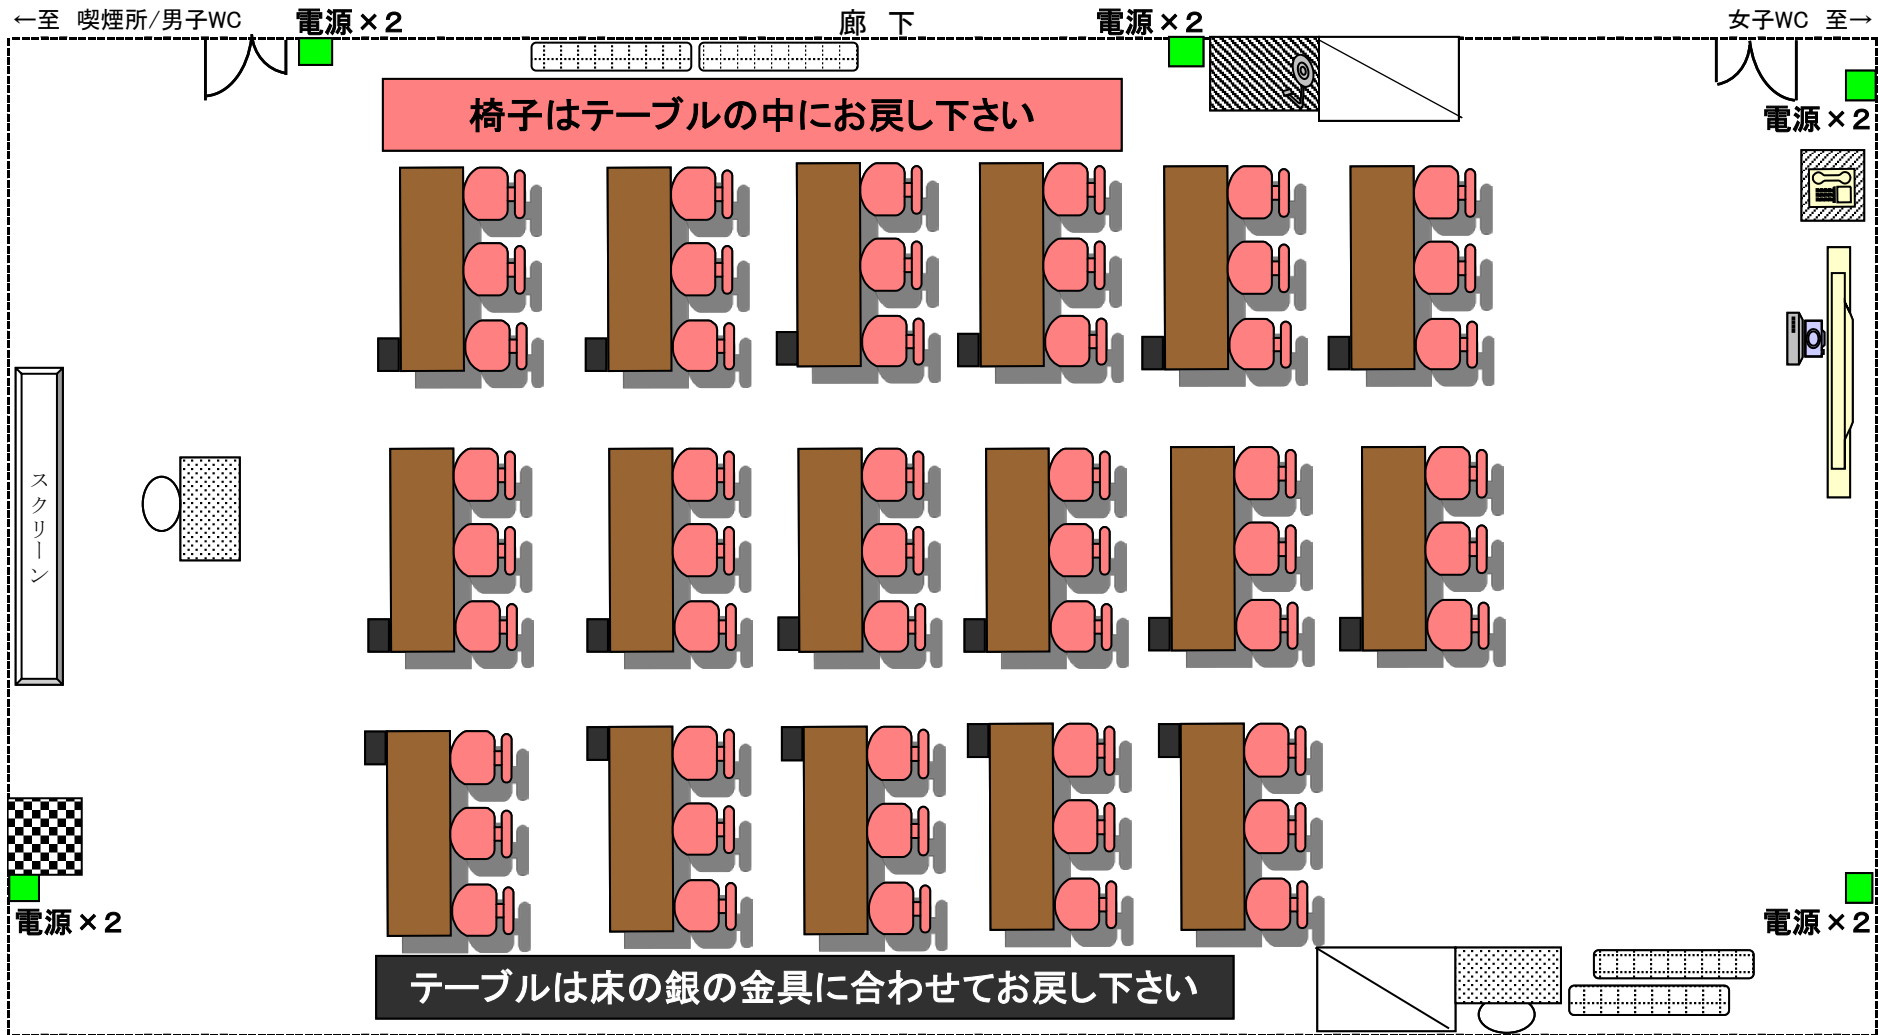 ←至 喫煙所/男子WC
電源×2
廊 下
電源×2
女子WC 至→
椅子はテーブルの中にお戻し下さい
電源×2
スクリーン
電源×2
電源×2
テーブルは床の銀の金具に合わせてお戻し下さい